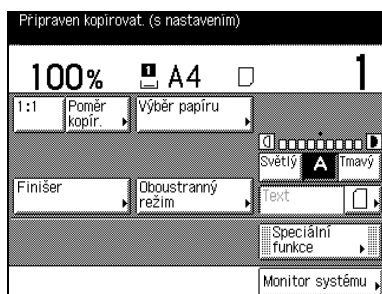 Připraven kopírovat. (s nastavením)
100%
1 A4
1
1:1
Poměr
kopír.
Výběr papíru
Světlý
A
Tmavý
Finišer
Oboustranný
režim
Text
Speciální
funkce
Monitor systému